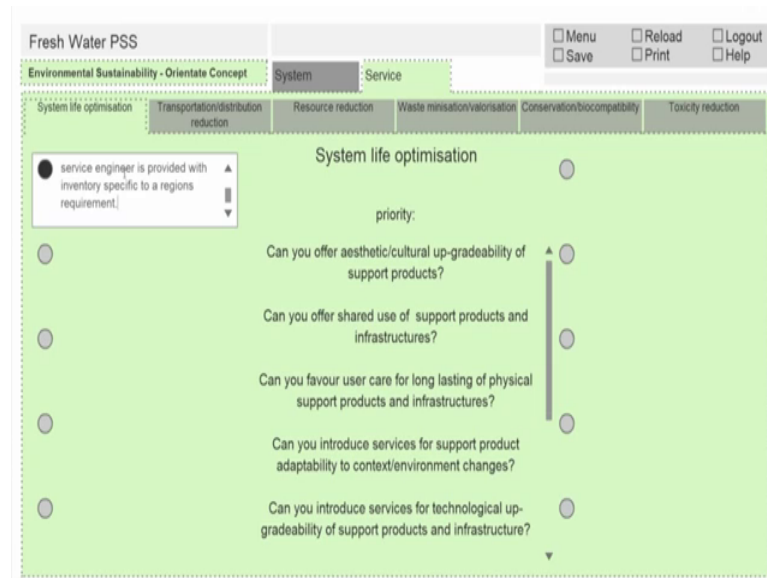 Fresh Water PSS
Menu
Reload
Logout
Save
Print
Help
Environmental Sustainability - Orientate Concept
System
Service
System life optimisation
Transportation/distribution
reduction
Resource reduction
Waste minisation/valorisation
Conservation/biocompatibility
Toxicity reduction
service engineer is provided with
inventory specific to a regions
requirement.
System life optimisation
priority:
Can you offer aesthetic/cultural up-gradeability of
support products?
Can you offer shared use of support products and
infrastructures?
Can you favour user care for long lasting of physical
support products and infrastructures?
Can you introduce services for support product
adaptability to context/environment changes?
Can you introduce services for technological up-
gradeability of support products and infrastructure?